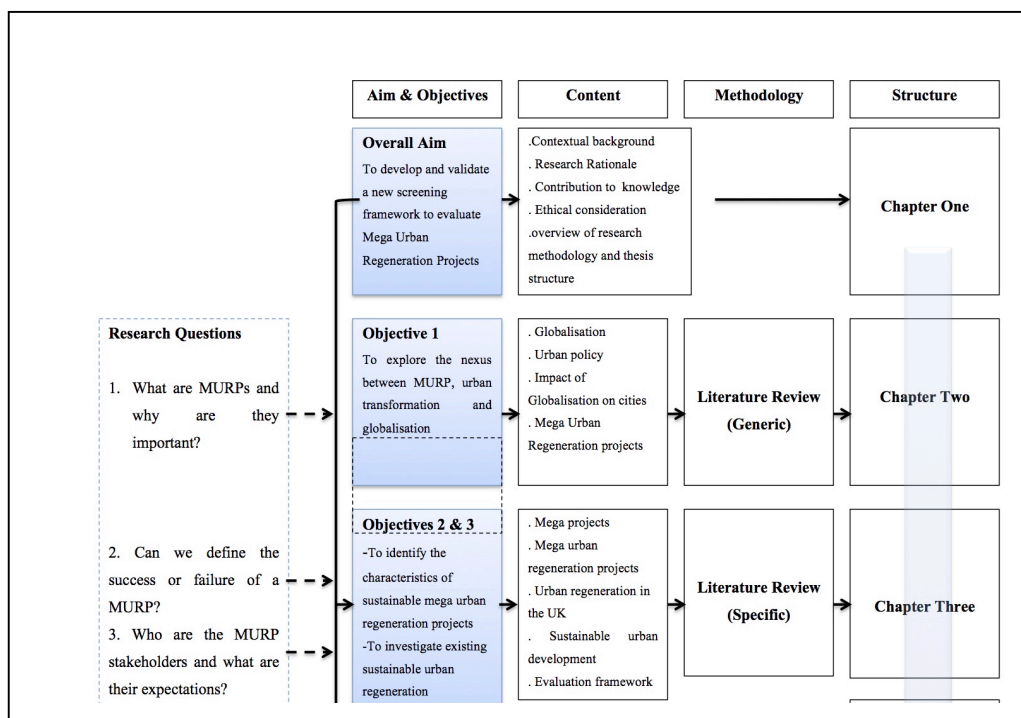 Aim & Objectives
Content
Methodology
Structure
Overall Aim
To develop and validate
a new screening
framework to evaluate
Mega Urban
Regeneration Projects
.Contextual background
. Research Rationale
. Contribution to knowledge
. Ethical consideration
.overview of research
methodology and thesis
structure
Chapter One
Research Questions
1. What are MURPs and
why are they
important?
2. Can we define the
success or failure of a
MURP?
3. Who are the MURP
stakeholders and what are
their expectations?
Objective 1
To explore the nexus
between MURP, urban
transformation and
globalisation
. Globalisation
. Urban policy
. Impact of
Globalisation on cities
. Mega Urban
Regeneration projects
Literature Review
(Generic)
Chapter Two
Objectives 2 & 3
-To identify the
characteristics of
sustainable mega urban
regeneration projects
-To investigate existing
sustainable urban
regeneration
. Mega projects
. Mega urban
regeneration projects
. Urban regeneration in
the UK
. Sustainable urban
development
. Evaluation framework
Literature Review
(Specific)
Chapter Three